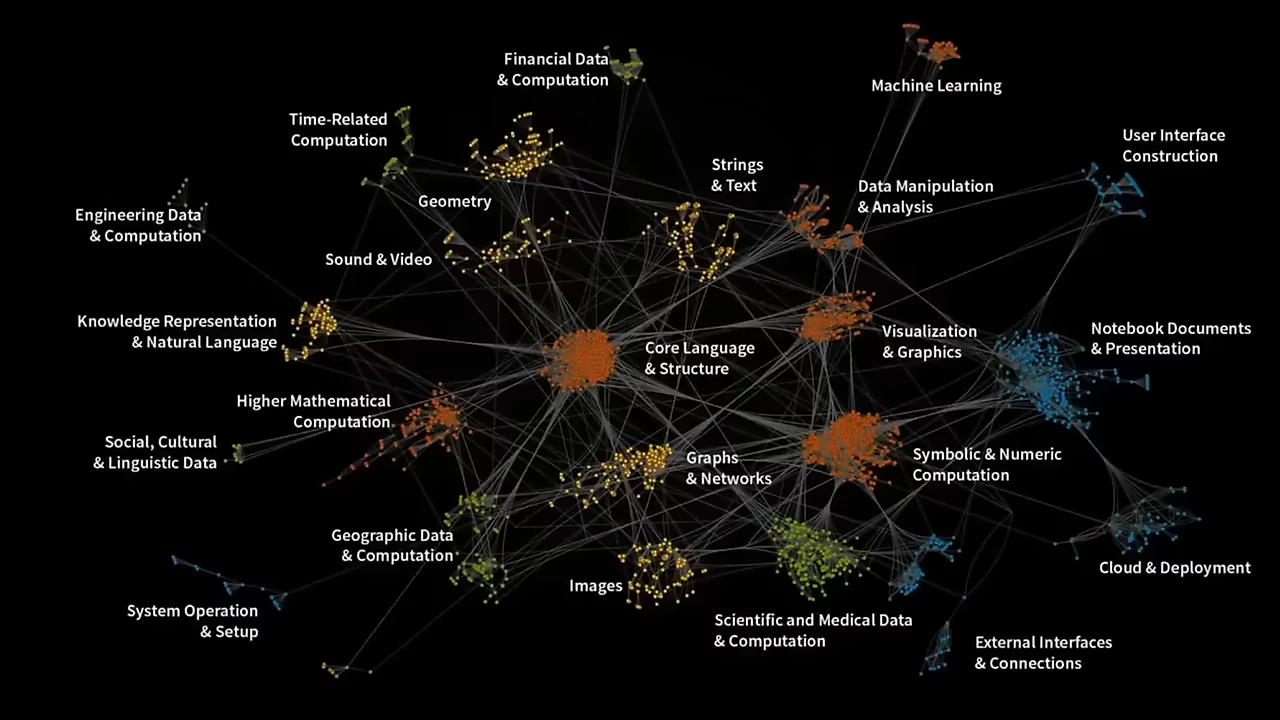 Financial Data
& Computation
Machine Learning
Time-Related
Computation
User Interface
Construction
Strings
& Text
Data Manipulation
& Analysis
Geometry
Engineering Data
& Computation
Sound & Video
Knowledge Representation
& Natural Language
Core Language
& Structure
Visualization
& Graphics
Notebook Documents
& Presentation
Higher Mathematical
Computation
Social, Cultural
& Linguistic Data
Graphs
& Networks
Symbolic & Numeric
Computation
Geographic Data
& Computation
Images
Cloud & Deployment
System Operation
& Setup
Scientific and Medical Data
& Computation
External Interfaces
& Connections